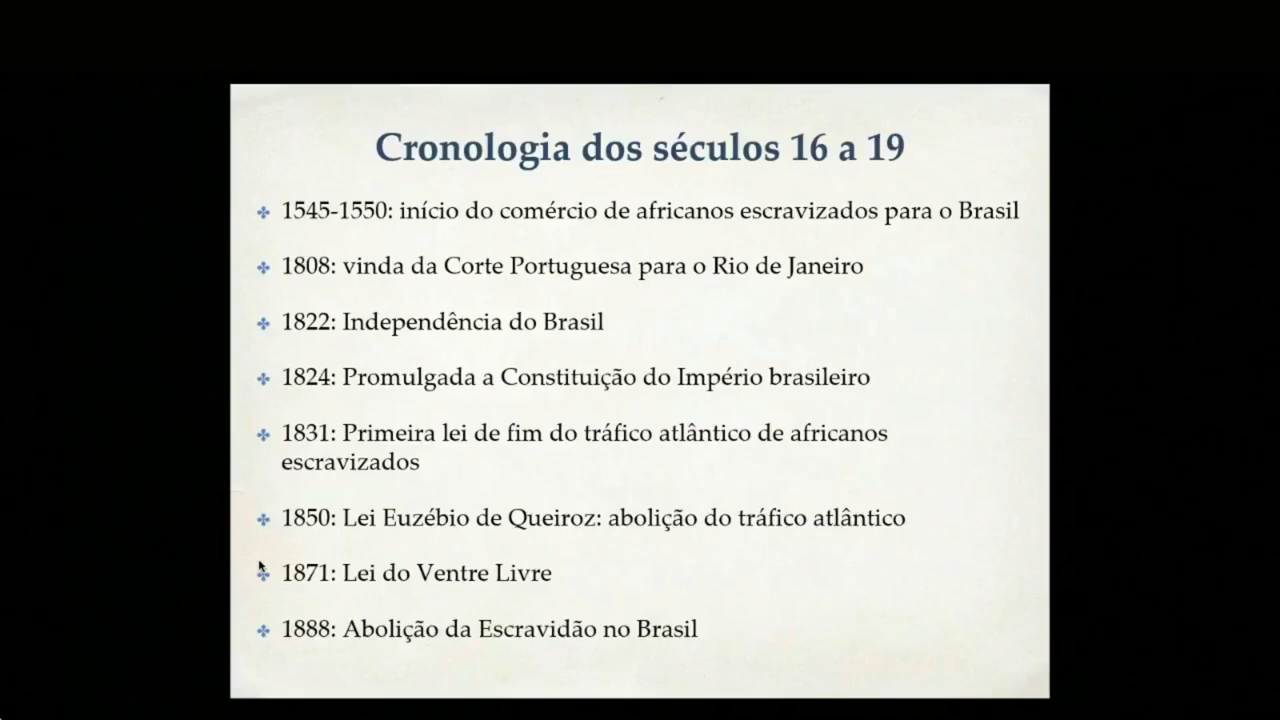 Cronologia dos séculos 16 a 19
1545-1550: início do comércio de africanos escravizados para o Brasil
1808: vinda da Corte Portuguesa para o Rio de Janeiro
1822: Independência do Brasil
1824: Promulgada a Constituição do Império brasileiro
1831: Primeira lei de fim do tráfico atlântico de africanos
escravizados
1850: Lei Euzébio de Queiroz: abolição do tráfico atlântico
1871: Lei do Ventre Livre
1888: Abolição da Escravidão no Brasil